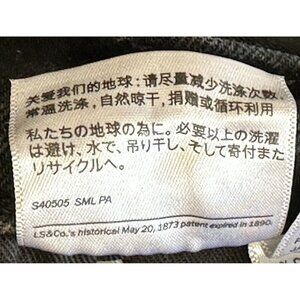 关爱我们的地球：请尽量减少洗涤次数，
常温洗涤，自然晾干，捐赠或循环利用
私たちの地球の為に。必要以上の洗濯
は避け、水で、吊り干し、そして寄付また
リサイクルへ。
S40505 SML PA
LS&Co.'s historical May 20, 1873 patent expired in 1890.